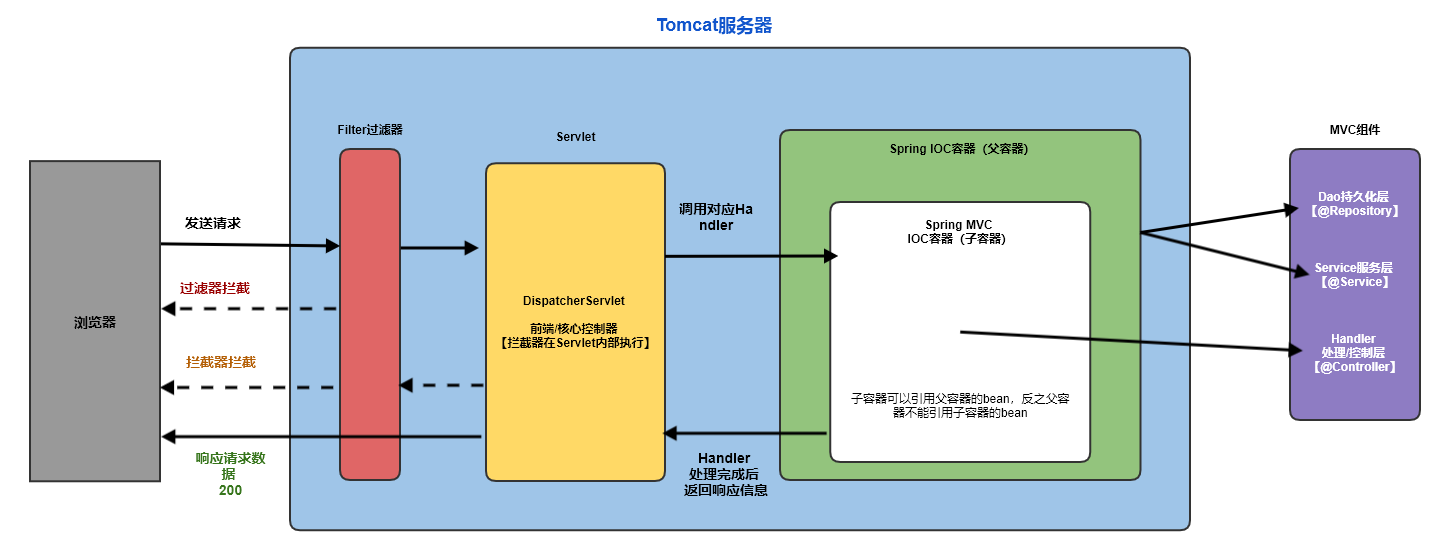 Tomcat服务器
Filter过滤器
Servlet
Spring IOC容器（父容器）
MVC组件
发送请求
调用对应Ha
ndler
Spring MVC
IOC容器（子容器）
Dao持久化层
【@Repository】
过滤器拦截
Service服务层
【@Service】
浏览器
DispatcherServlet
前端/核心控制器
【拦截器在Servlet内部执行】
Handler
处理/控制层
【@Controller】
拦截器拦截
子容器可以引用父容器的bean，反之父容
器不能引用子容器的bean
响应请求数
据
200
Handler
处理完成后
返回响应信息